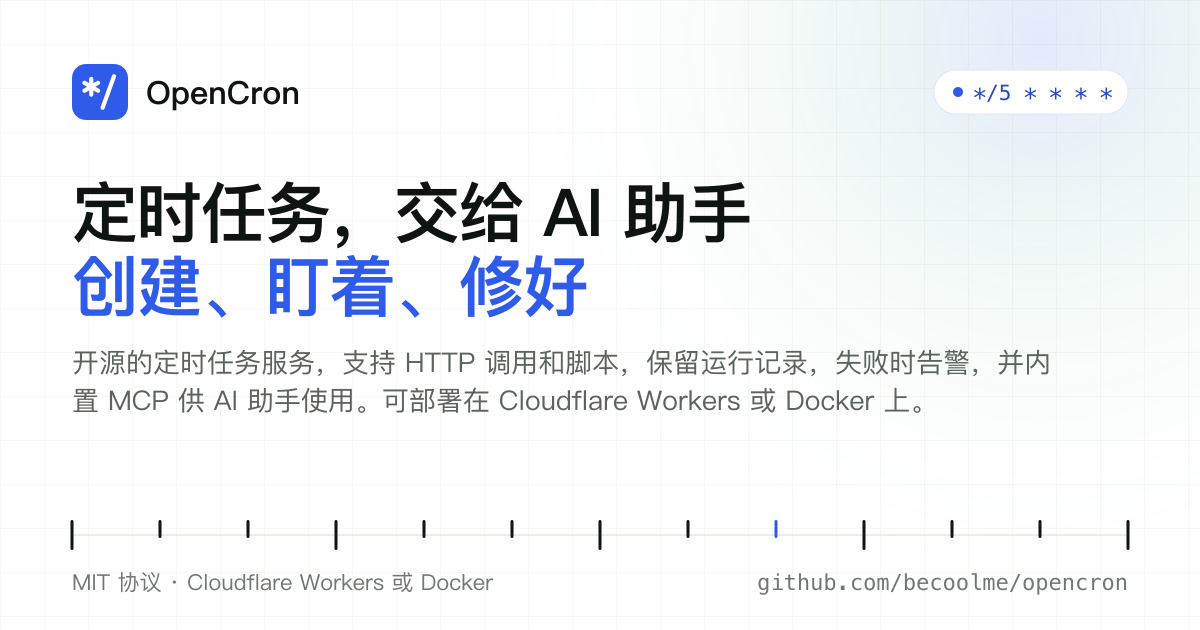 */ OpenCron
*/5 * * * *
定时任务，交给 AI 助手
创建、盯着、修好
开源的定时任务服务，支持 HTTP 调用和脚本，保留运行记录，失败时告警，并内
置 MCP 供 AI 助手使用。可部署在 Cloudflare Workers 或 Docker 上。
MIT 协议 · Cloudflare Workers 或 Docker
github.com/becoolme/opencron